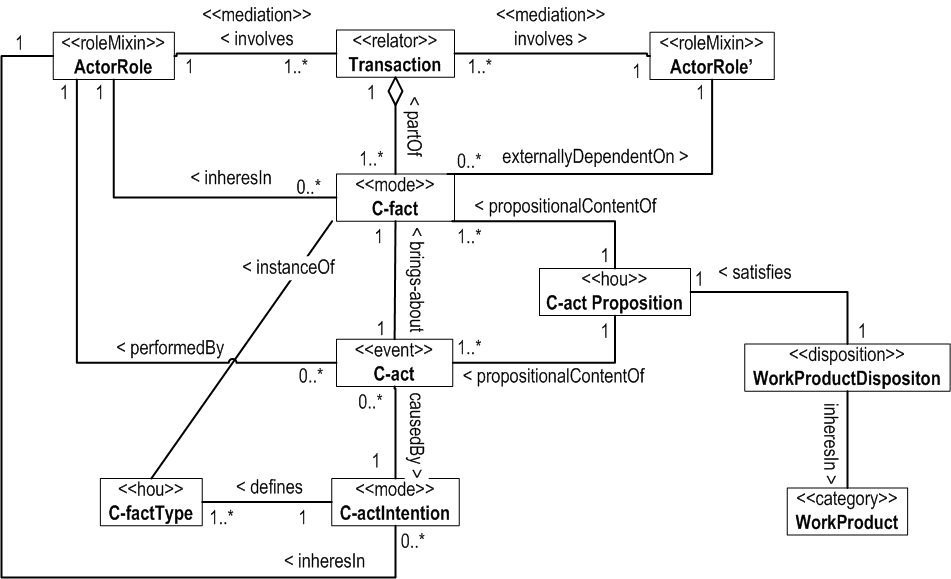 <<mediation>>
<<mediation>>
1
<<roleMixin>>
ActorRole
< involves
1
1..*
<<relator>>
Transaction
involves >
1..*
1
<<roleMixin>>
ActorRole’
1
1
1
1
< partOf
1..*
0..*
externallyDependentOn >
< inheresIn
0..*
<<mode>>
C-fact
< propositionalContentOf
1
1..*
< instanceOf
< brings-about
1
<<hou>>
C-act Proposition
1
< satisfies
1
1
1
< performedBy
0..*
<<event>>
C-act
1..*
< propositionalContentOf
<<disposition>>
WorkProductDispositon
0..*
causedBy >
1
inheresIn >
<<hou>>
C-factType
< defines
1..*
1
<<mode>>
C-actIntention
0..*
<<category>>
WorkProduct
< inheresIn